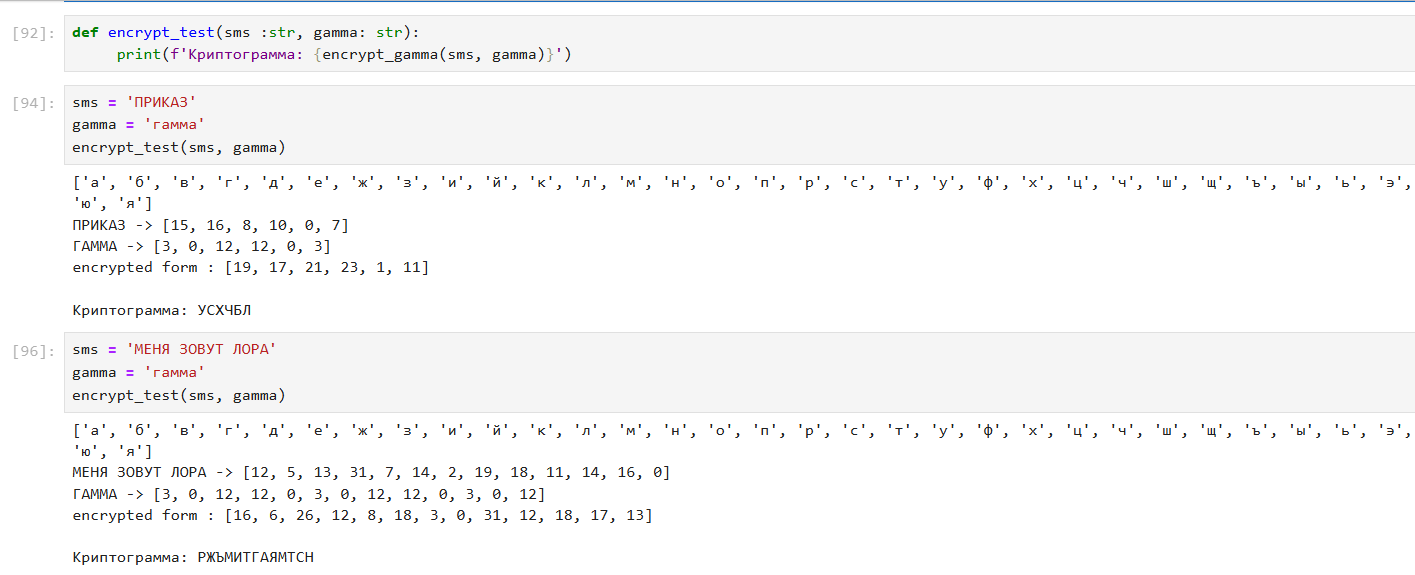 [92]: def encrypt_test(sms :str, gamma: str):
print(f'Криптограмма: {encrypt_gamma(sms, gamma)}')
[94]: sms = 'ПРИКАЗ'
gamma = 'гамма'
encrypt_test(sms, gamma)
['а', 'б', 'в', 'г', 'д', 'е', 'ж', 'з', 'и', 'й', 'к', 'л', 'м', 'н', 'о', 'п', 'р', 'с', 'т', 'у', 'ф', 'х', 'ц', 'ч', 'ш', 'щ', 'ъ', 'ы', 'ь', 'э',
'ю', 'я']
ПРИКАЗ -> [15, 16, 8, 10, 0, 7]
ГАММА -> [3, 0, 12, 12, 0, 3]
encrypted form : [19, 17, 21, 23, 1, 11]
Криптограмма: УСХЧБЛ
[96]: sms = 'МЕНЯ ЗОВУТ ЛОРА'
gamma = 'гамма'
encrypt_test(sms, gamma)
['а', 'б', 'в', 'г', 'д', 'е', 'ж', 'з', 'и', 'й', 'к', 'л', 'м', 'н', 'о', 'п', 'р', 'с', 'т', 'у', 'ф', 'х', 'ц', 'ч', 'ш', 'щ', 'ъ', 'ы', 'ь', 'э',
'ю', 'я']
МЕНЯ ЗОВУТ ЛОРА -> [12, 5, 13, 31, 7, 14, 2, 19, 18, 11, 14, 16, 0]
ГАММА -> [3, 0, 12, 12, 0, 3, 0, 12, 12, 0, 3, 0, 12]
encrypted form : [16, 6, 26, 12, 8, 18, 3, 0, 31, 12, 18, 17, 13]
Криптограмма: РЖЪМИТГАЯМТСН